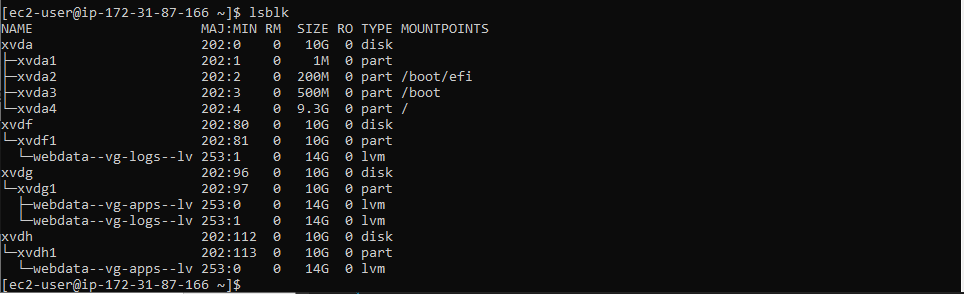 [ec2-user@ip-172-31-87-166 ~]$ lsblk
NAME                     MAJ:MIN RM  SIZE RO TYPE MOUNTPOINTS
xvda                     202:0    0   10G  0 disk
├─xvda1                  202:1    0    1M  0 part
├─xvda2                  202:2    0  200M  0 part /boot/efi
├─xvda3                  202:3    0  500M  0 part /boot
└─xvda4                  202:4    0  9.3G  0 part /
xvdf                     202:80   0   10G  0 disk
└─xvdf1                  202:81   0   10G  0 part
  └─webdata--vg-logs--lv 253:1    0   14G  0 lvm
xvdg                     202:96   0   10G  0 disk
└─xvdg1                  202:97   0   10G  0 part
  ├─webdata--vg-apps--lv 253:0    0   14G  0 lvm
  └─webdata--vg-logs--lv 253:1    0   14G  0 lvm
xvdh                     202:112  0   10G  0 disk
└─xvdh1                  202:113  0   10G  0 part
  └─webdata--vg-apps--lv 253:0    0   14G  0 lvm
[ec2-user@ip-172-31-87-166 ~]$